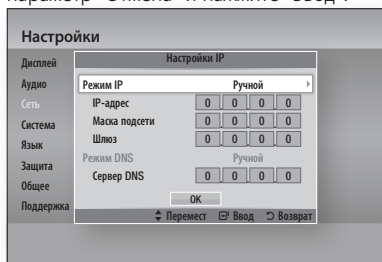 параметр "Отмена" и нажмите "Ввод".
Настройки
Дисплей
Аудио
Сеть
Система
Язык
Защита
Общее
Поддержка
Настройки IP
Режим IP Ручной
IP-адрес 0 0 0 0
Маска подсети 0 0 0 0
Шлюз 0 0 0 0
Режим DNS Ручной
Сервер DNS 0 0 0 0
OK
Перемест Ввод Возврат